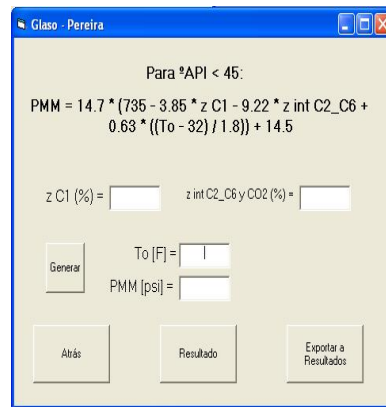 Glaso - Pereira
Para ºAPI < 45:
PMM = 14.7 * (735 - 3.85 * z C1 - 9.22 * z int C2_C6 +
0.63 * ((To - 32) / 1.8)) + 14.5
z C1 (%) =
z int C2_C6 y CO2 (%) =
Generar
To [F] =
PMM [psi] =
Atrás
Resultado
Exportar a
Resultados